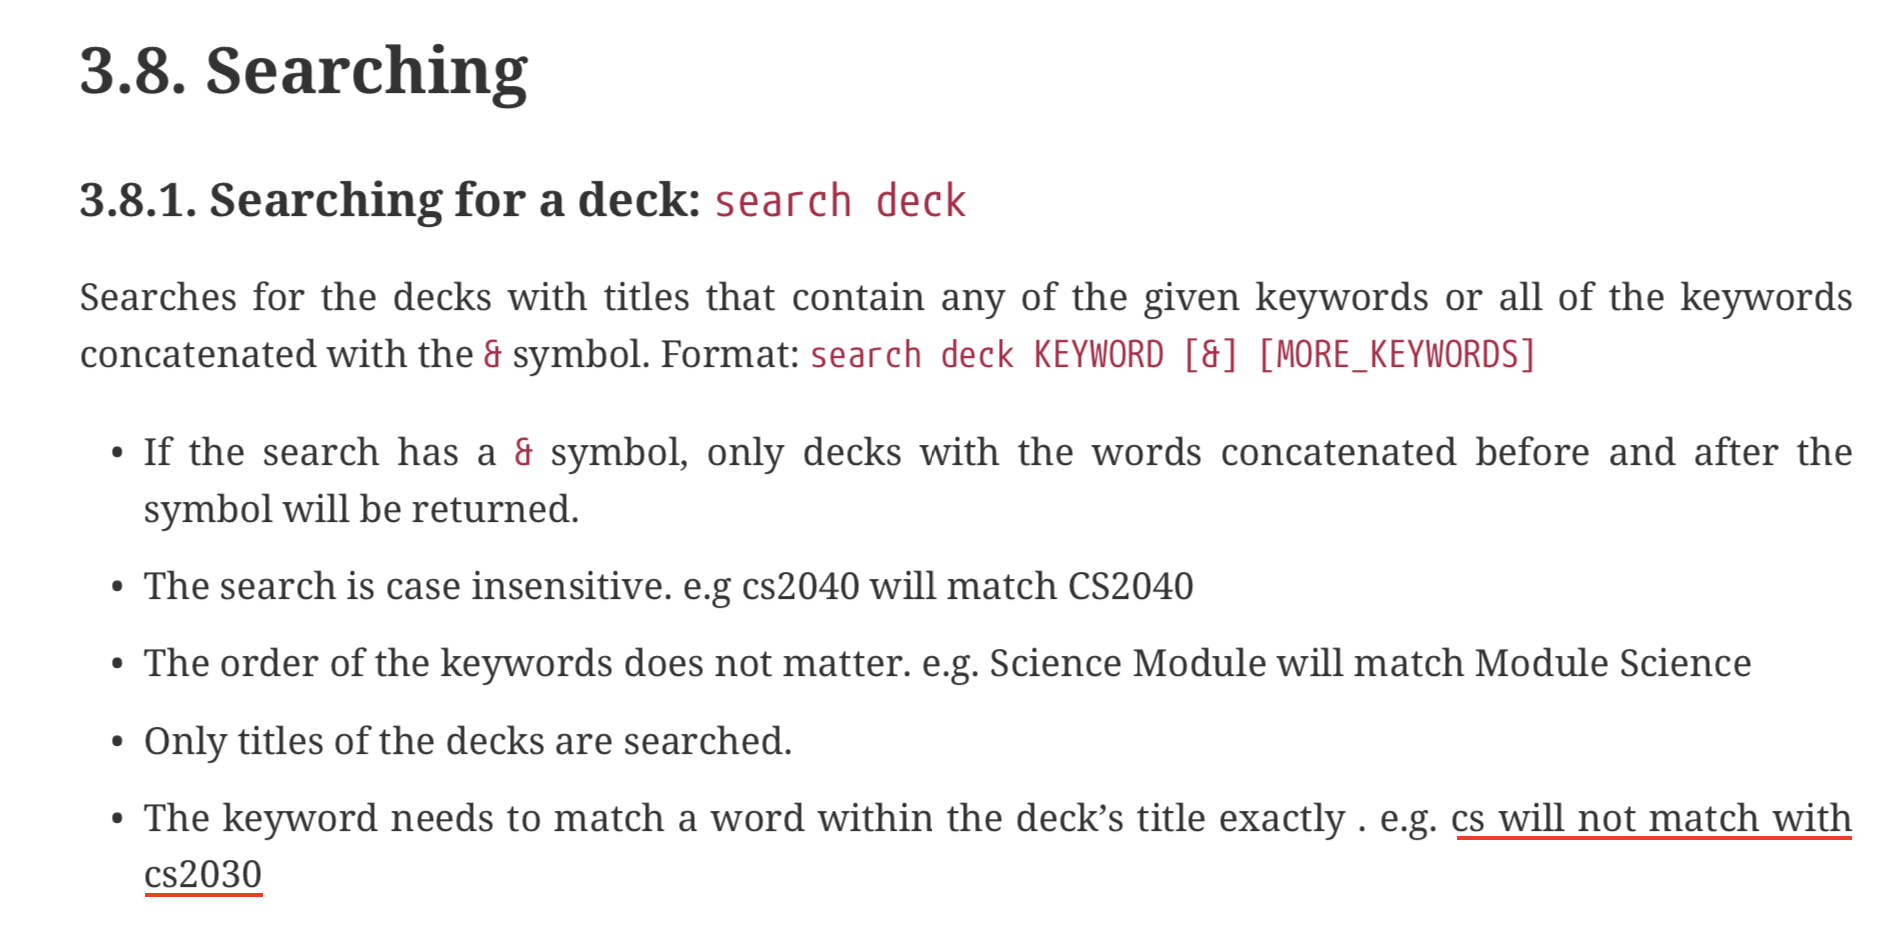 3.8. Searching
3.8.1. Searching for a deck: search deck
Searches for the decks with titles that contain any of the given keywords or all of the keywords
concatenated with the & symbol. Format: search deck KEYWORD [&] [MORE_KEYWORDS]
• If the search has a & symbol, only decks with the words concatenated before and after the
symbol will be returned.
• The search is case insensitive. e.g cs2040 will match CS2040
• The order of the keywords does not matter. e.g. Science Module will match Module Science
• Only titles of the decks are searched.
• The keyword needs to match a word within the deck’s title exactly . e.g. cs will not match with
cs2030